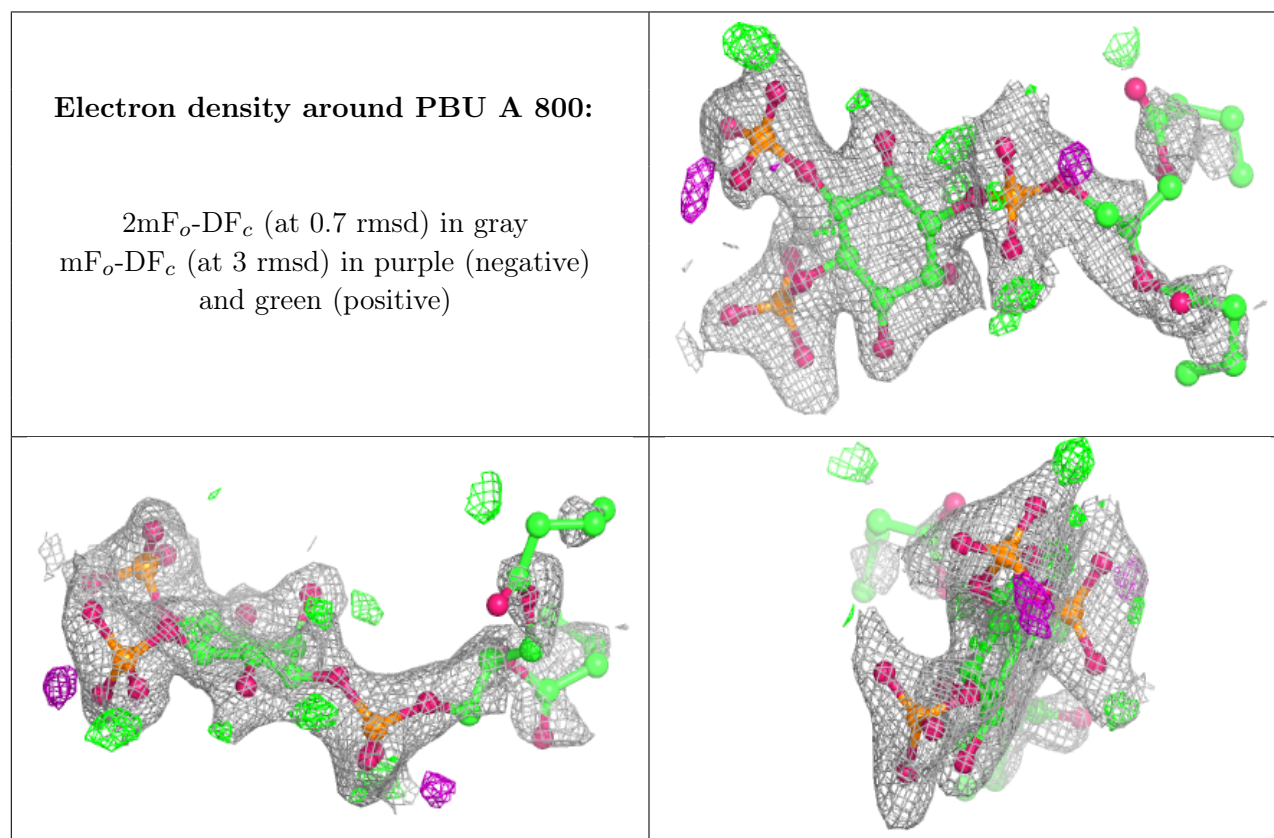 Electron density around PBU A 800:
2mFo-DFc (at 0.7 rmsd) in gray
mFo-DFc (at 3 rmsd) in purple (negative)
and green (positive)